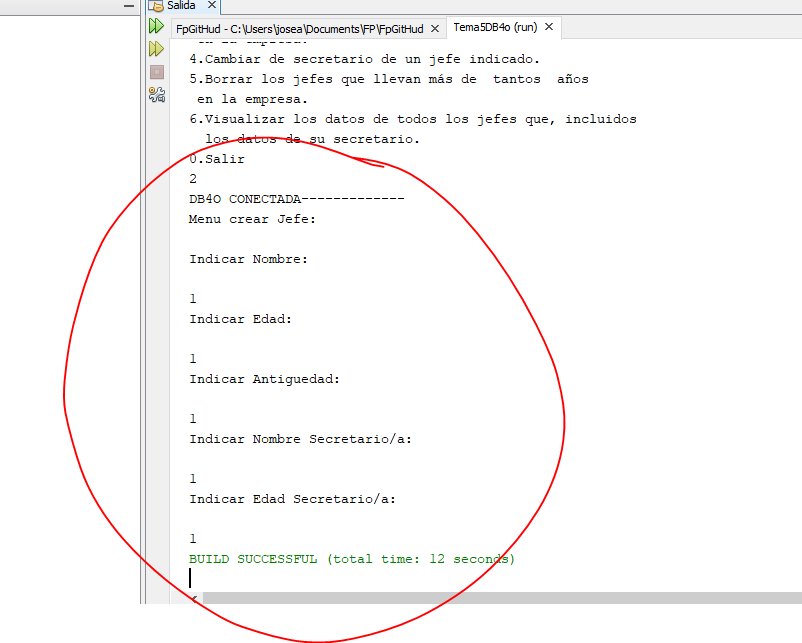 Salida
FpGitHud - C:\Users\josea\Documents\FP\FpGitHud
Tema5DB4o (run)
en la empresa.
4.Cambiar de secretario de un jefe indicado.
5.Borrar los jefes que llevan más de  tantos  años
en la empresa.
6.Visualizar los datos de todos los jefes que, incluidos
los datos de su secretario.
0.Salir
2
DB4O CONECTADA-------------
Menu crear Jefe:
Indicar Nombre:
1
Indicar Edad:
1
Indicar Antiguedad:
1
Indicar Nombre Secretario/a:
1
Indicar Edad Secretario/a:
1
BUILD SUCCESSFUL (total time: 12 seconds)